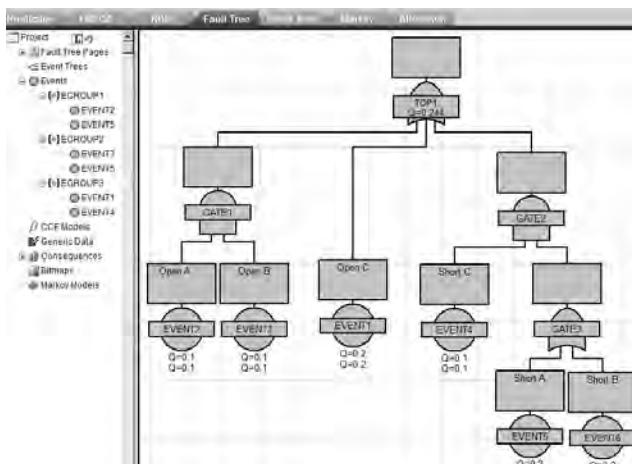 Fault Tree
Project
Fault Tree Pages
Event Trees
Events
EGROUP1
EVENT2
EVENT5
EGROUP2
EVENT5
EGROUP3
EVENT1
EVENT4
CCF Models
Generic Data
Consequences
Bitmaps
Markov Models
TOP1
Q=0.244
GATE1
GATE2
Open A
Open B
Open C
Short C
EVENT2
EVENT1
EVENT4
GATE3
Q=0.1
Q=0.1
Q=0.1
Q=0.1
Q=0.2
Q=0.2
Q=0.1
Q=0.1
Short A
Short B
EVENT5
EVENT6